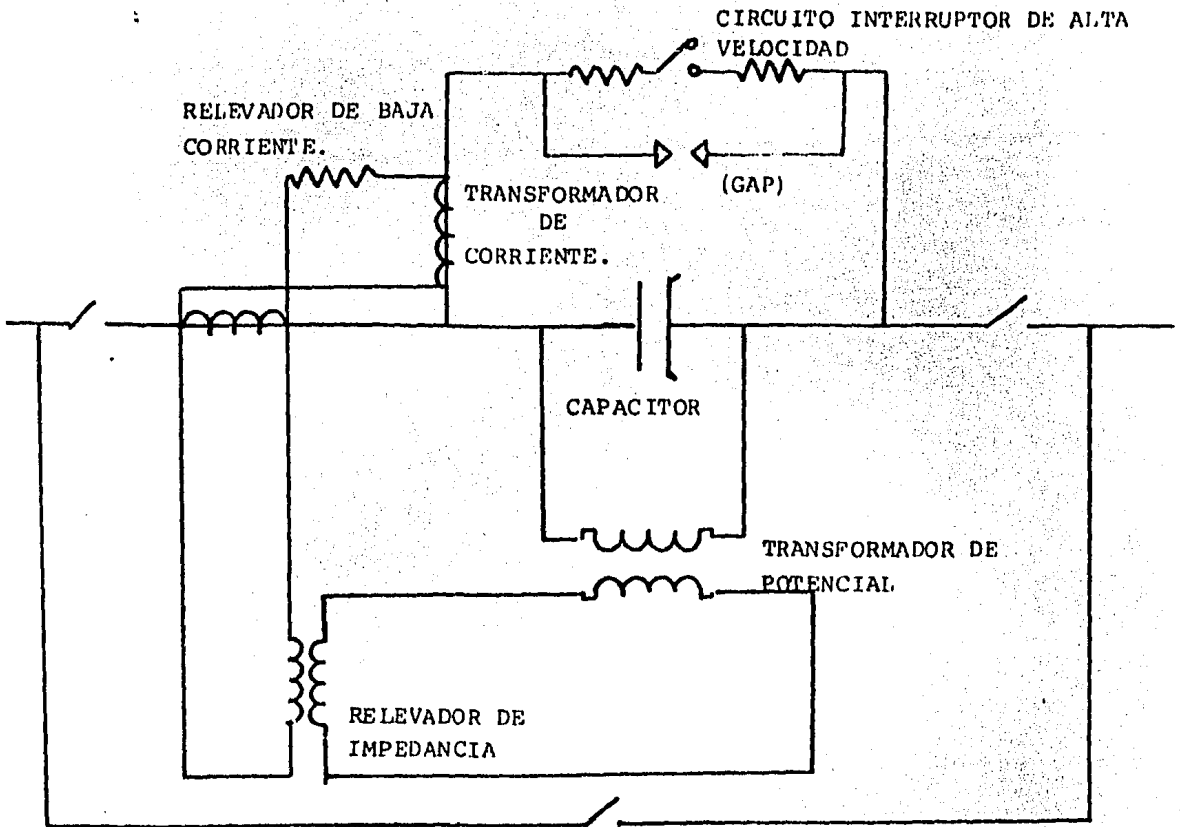 CIRCUITO INTERRUPTOR DE ALTA
VELOCIDAD
RELEVADOR DE BAJA
CORRIENTE.
(GAP)
TRANSFORMADOR
DE
CORRIENTE.
CAPACITOR
TRANSFORMADOR DE
POTENCIAL
RELEVADOR DE
IMPEDANCIA